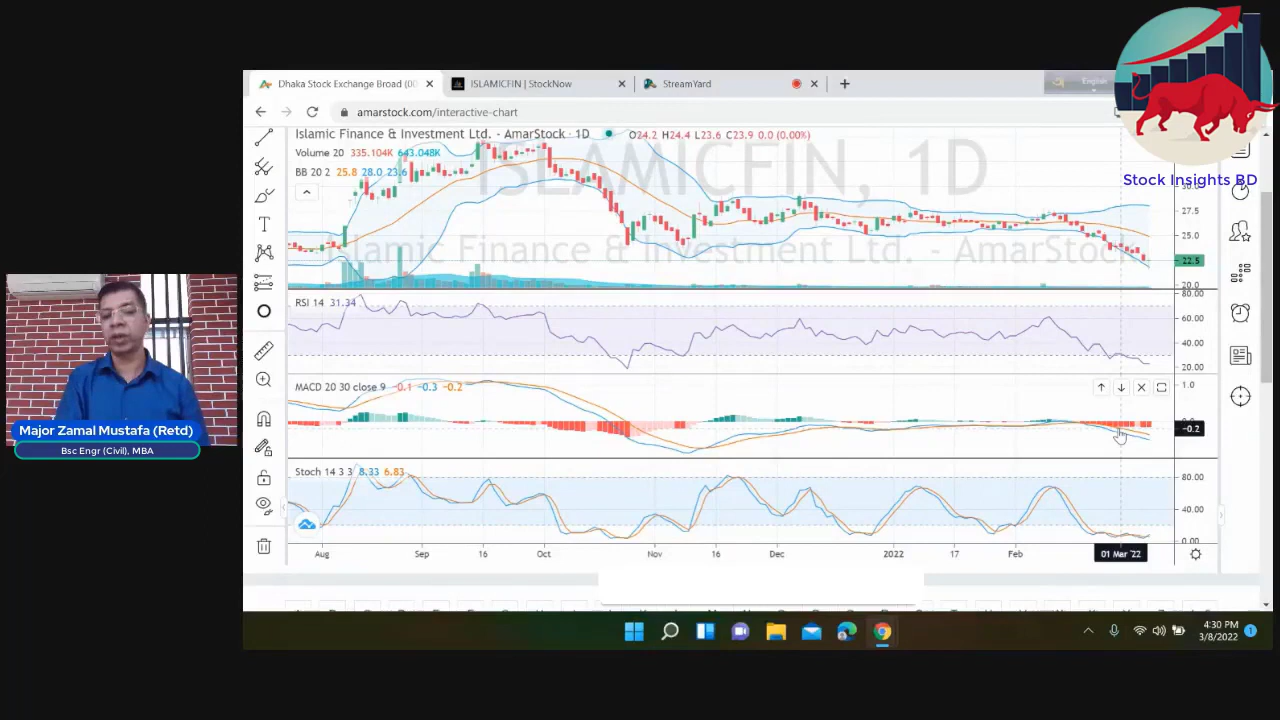 Dhaka Stock Exchange Broad (00
ISLAMICFIN | StockNow
StreamYard
English
amarstock.com/interactive-chart
Stock Insights BD
Islamic Finance & Investment Ltd. - AmarStock · 1D
O24.2 H24.4 L23.6 C23.9 0.0 (0.00%)
Volume 20 335.104K 643.048K
BB 20 2 25.8 28.0 23.6
ISLAMICFIN, 1D
Islamic Finance & Investment Ltd. - AmarStock
30.0
27.5
25.0
22.5
20.0
RSI 14 31.34
80.00
60.00
40.00
20.00
MACD 20 30 close 9 -0.1 -0.3 -0.2
1.0
-0.2
Stoch 14 3 3 8.33 6.83
80.00
40.00
0.00
Aug Sep 16 Oct Nov 16 Dec 2022 17 Feb 01 Mar '22
Major Zamal Mustafa (Retd)
Bsc Engr (Civil), MBA
4:30 PM
3/8/2022
1